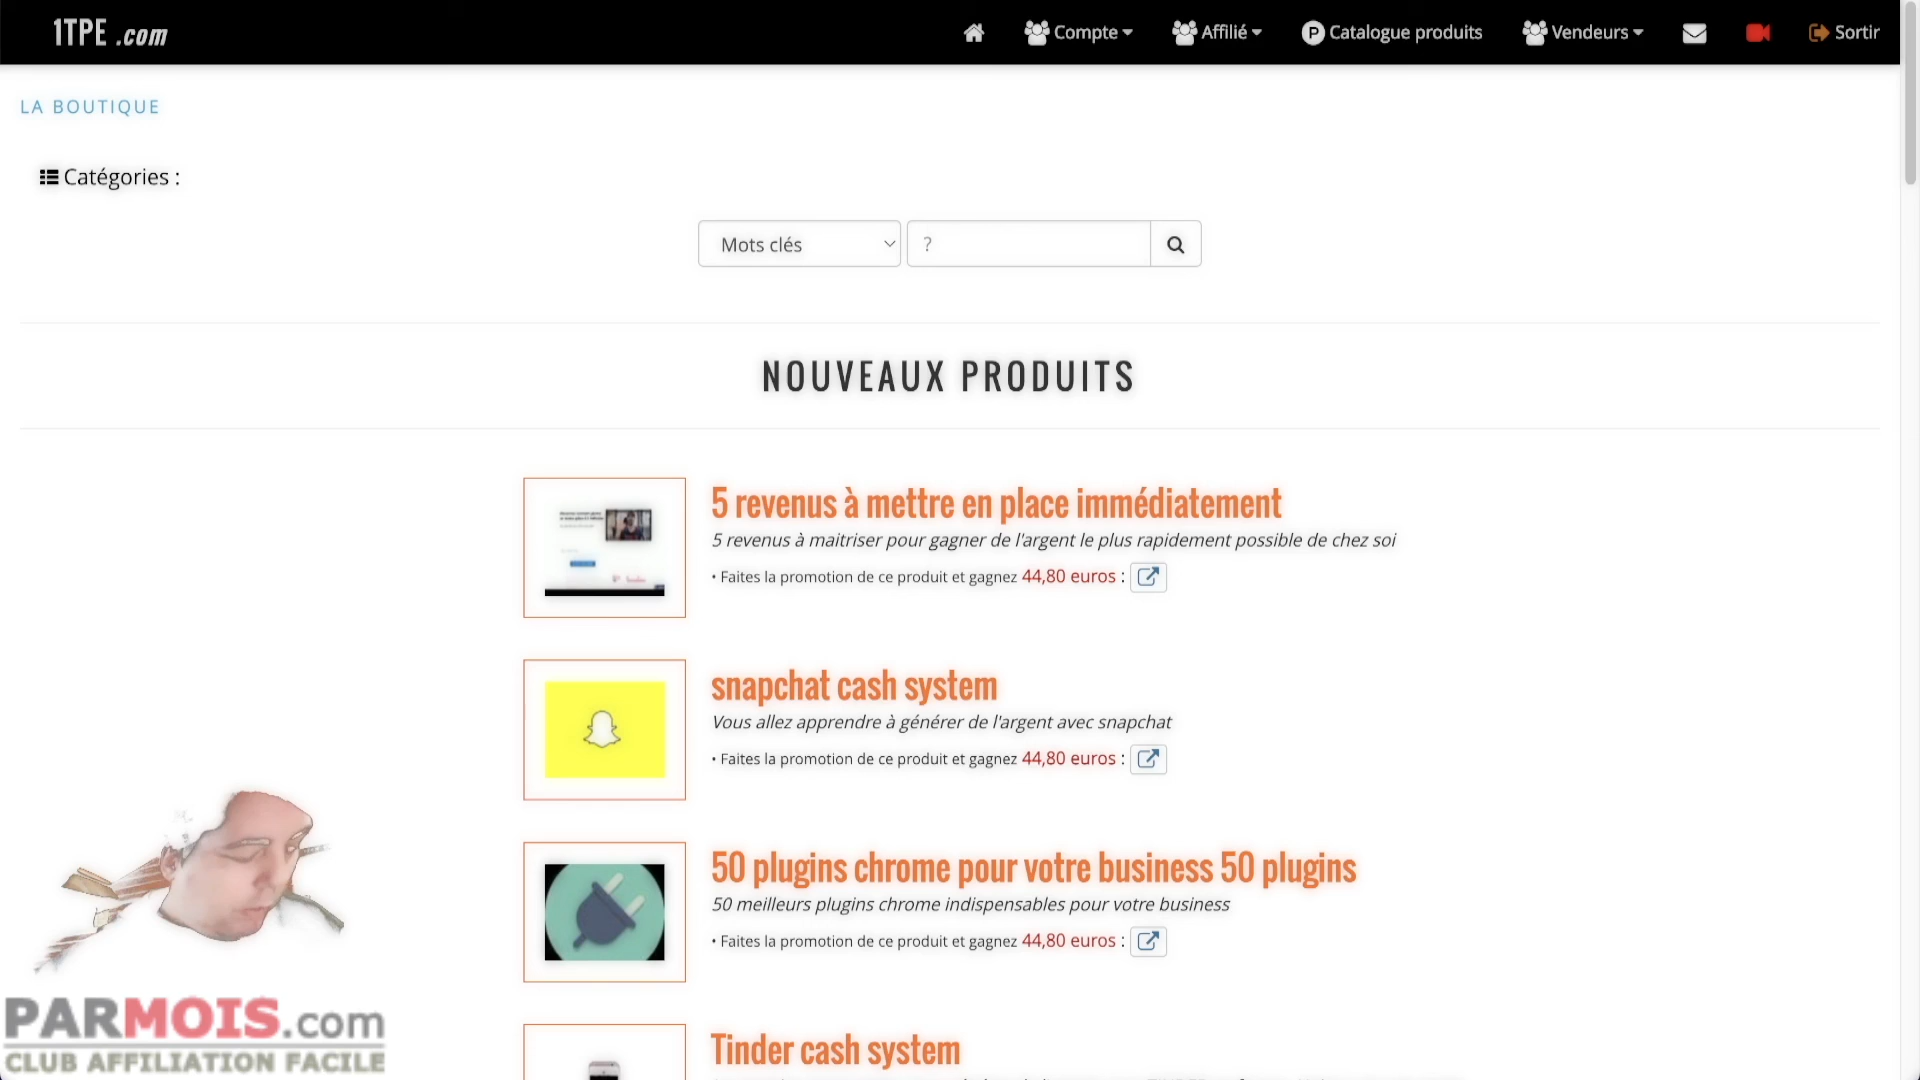 1TPE .com
Compte
Affilié
Catalogue produits
Vendeurs
Sortir
LA BOUTIQUE
Catégories :
Mots clés
?
NOUVEAUX PRODUITS
5 revenus à mettre en place immédiatement
5 revenus à maitriser pour gagner de l'argent le plus rapidement possible de chez soi
• Faites la promotion de ce produit et gagnez 44,80 euros :
snapchat cash system
Vous allez apprendre à générer de l'argent avec snapchat
• Faites la promotion de ce produit et gagnez 44,80 euros :
50 plugins chrome pour votre business 50 plugins
50 meilleurs plugins chrome indispensables pour votre business
• Faites la promotion de ce produit et gagnez 44,80 euros :
Tinder cash system
PARMOIS.com
CLUB AFFILIATION FACILE